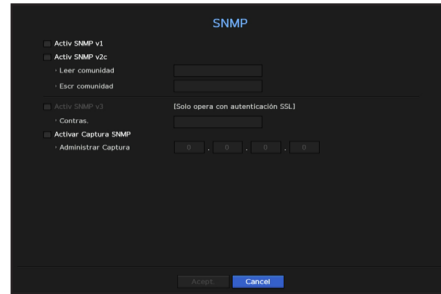 SNMP
Activ SNMP v1
Activ SNMP v2c
Leer comunidad
Escr comunidad
Activ SNMP v3 (Solo opera con autenticación SSL)
Contras.
Activar Captura SNMP
Administrar Captura 0 . 0 . 0 . 0
Acept. Cancel